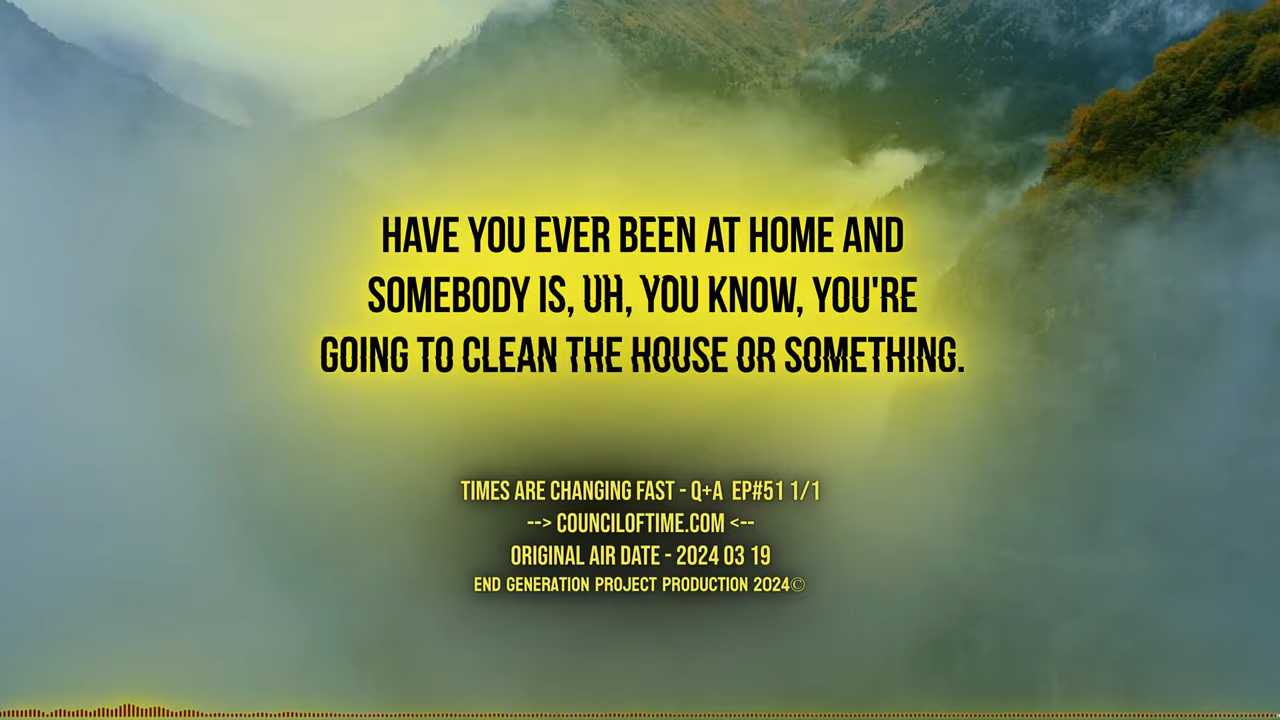 HAVE YOU EVER BEEN AT HOME AND
SOMEBODY IS, UH, YOU KNOW, YOU'RE
GOING TO CLEAN THE HOUSE OR SOMETHING.
TIMES ARE CHANGING FAST - Q+A EP#51 1/1
--> COUNCILOFTIME.COM <--
ORIGINAL AIR DATE - 2024 03 19
END GENERATION PROJECT PRODUCTION 2024©